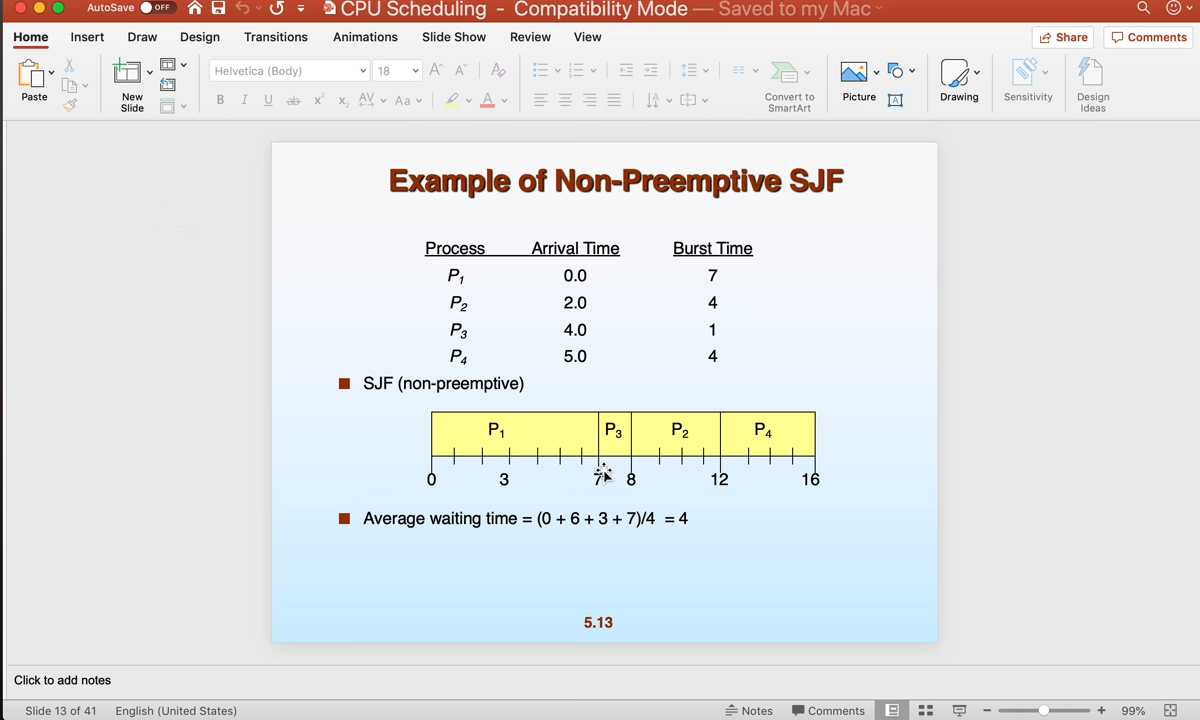 AutoSave OFF CPU Scheduling - Compatibility Mode — Saved to my Mac
Home Insert Draw Design Transitions Animations Slide Show Review View Share Comments
Paste New Slide Helvetica (Body) 18 Convert to SmartArt Picture Drawing Sensitivity Design Ideas
B I U ab x² x₂ AV Aa A
Example of Non-Preemptive SJF
Process Arrival Time Burst Time
P₁ 0.0 7
P₂ 2.0 4
P₃ 4.0 1
P₄ 5.0 4
SJF (non-preemptive)
P₁ P₃ P₂ P₄
0 3 7 8 12 16
Average waiting time = (0 + 6 + 3 + 7)/4 = 4
5.13
Click to add notes
Slide 13 of 41 English (United States) Notes Comments 99%